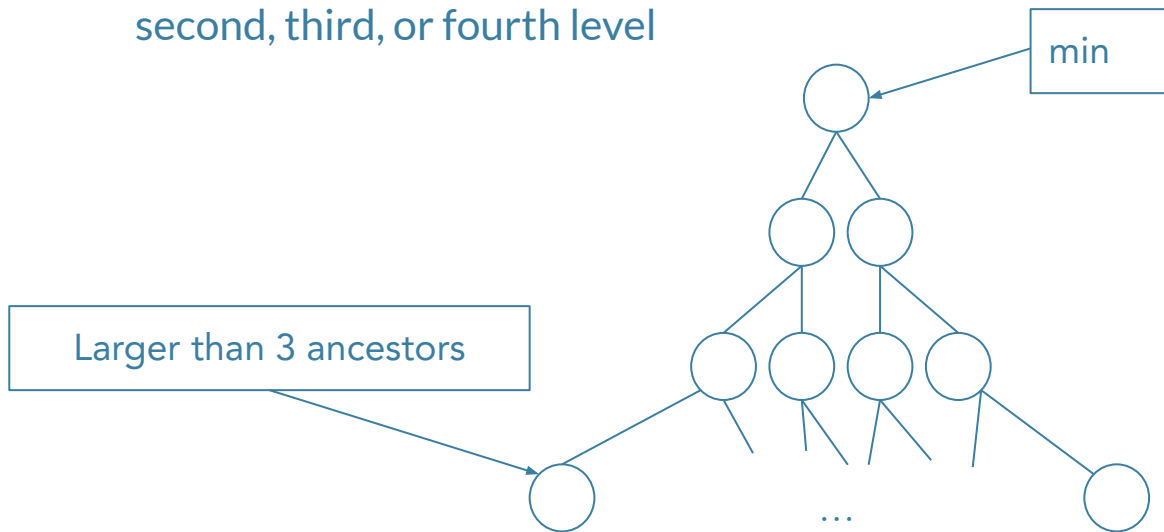 second, third, or fourth level
min
Larger than 3 ancestors
...